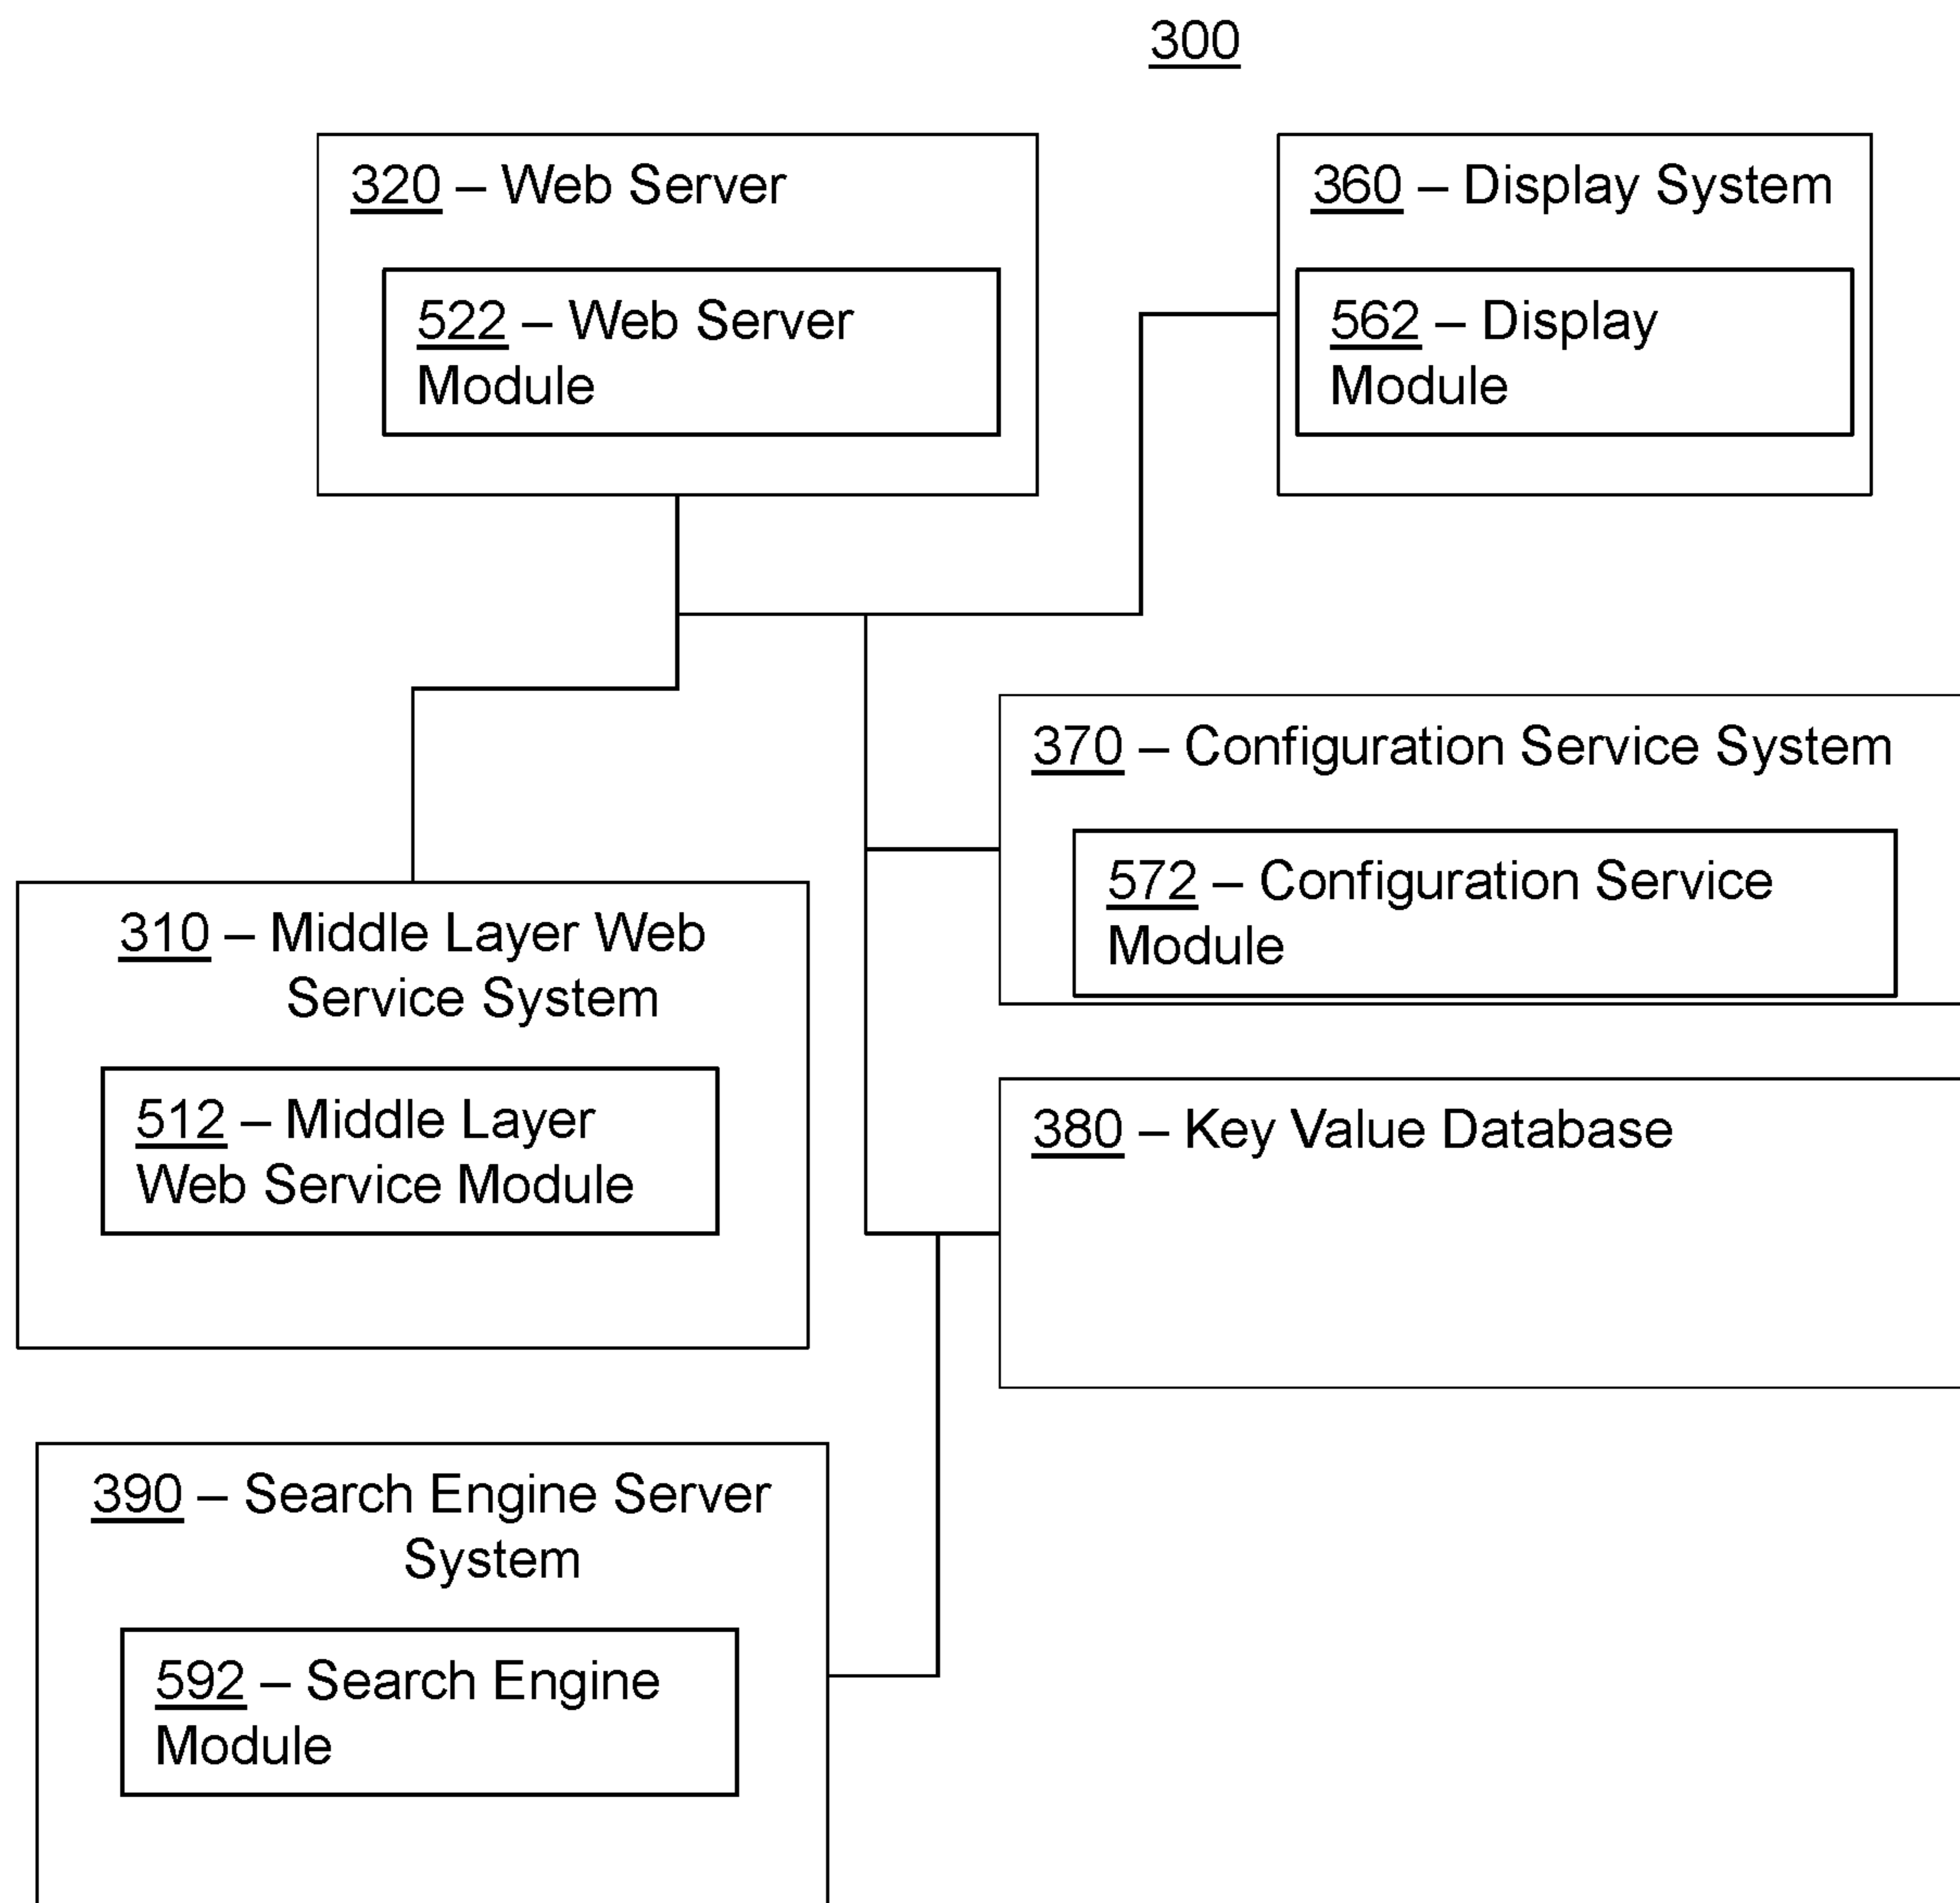 300
320 – Web Server
522 – Web Server
Module
360 – Display System
562 – Display
Module
370 – Configuration Service System
572 – Configuration Service
Module
310 – Middle Layer Web
Service System
512 – Middle Layer
Web Service Module
380 – Key Value Database
390 – Search Engine Server
System
592 – Search Engine
Module